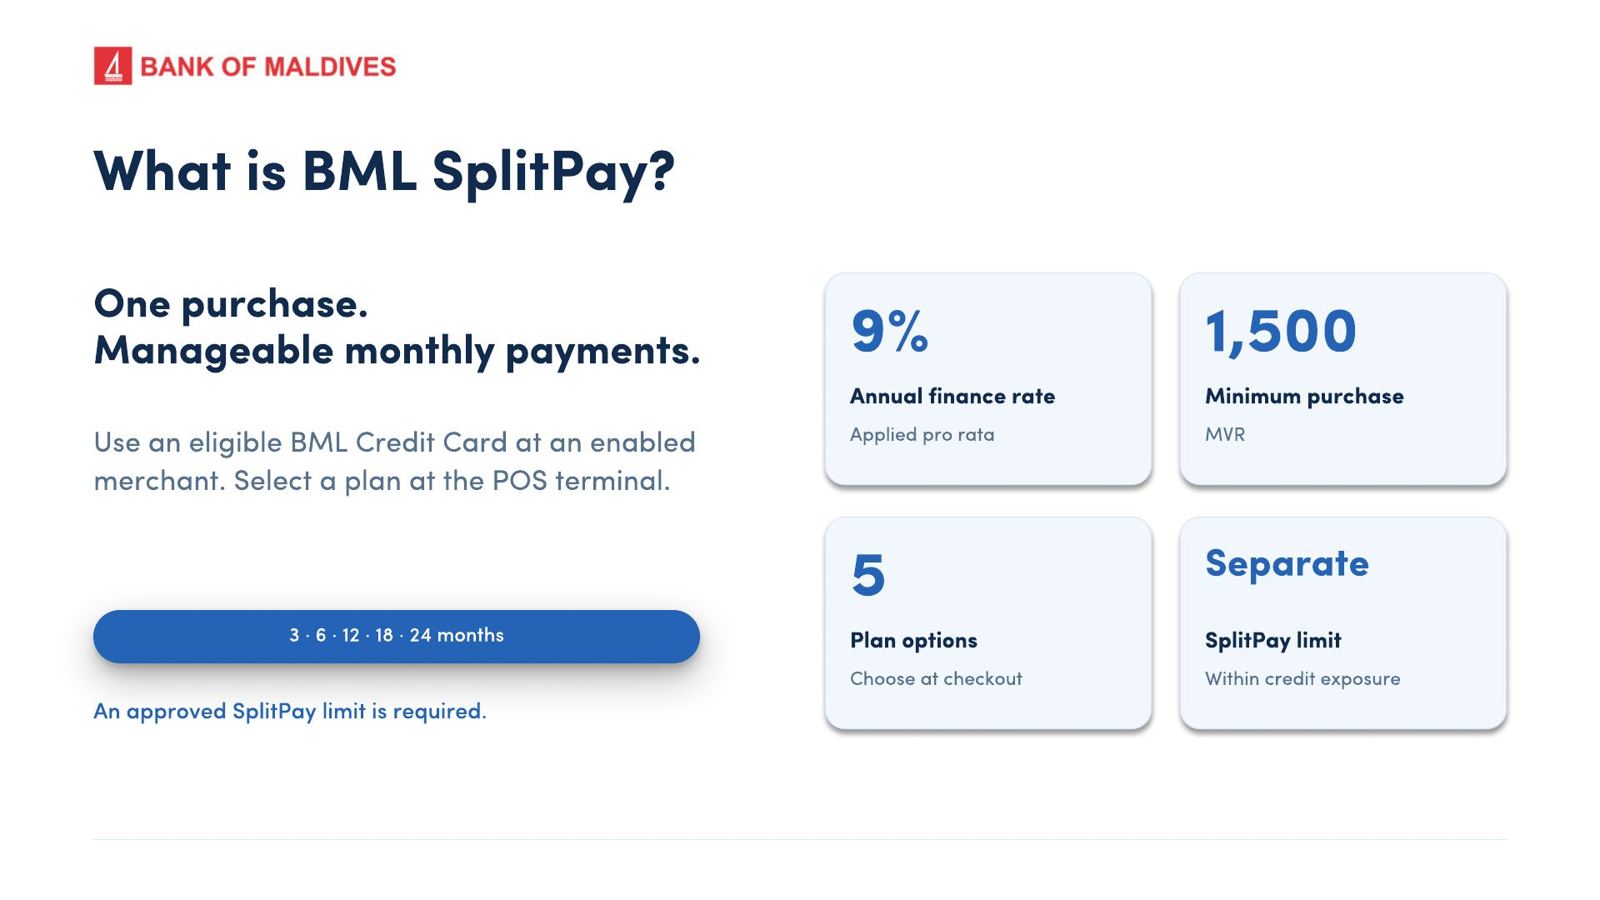 BANK OF MALDIVES
What is BML SplitPay?
One purchase.
Manageable monthly payments.
Use an eligible BML Credit Card at an enabled
merchant. Select a plan at the POS terminal.
3 · 6 · 12 · 18 · 24 months
An approved SplitPay limit is required.
9%
Annual finance rate
Applied pro rata
1,500
Minimum purchase
MVR
5
Plan options
Choose at checkout
Separate
SplitPay limit
Within credit exposure